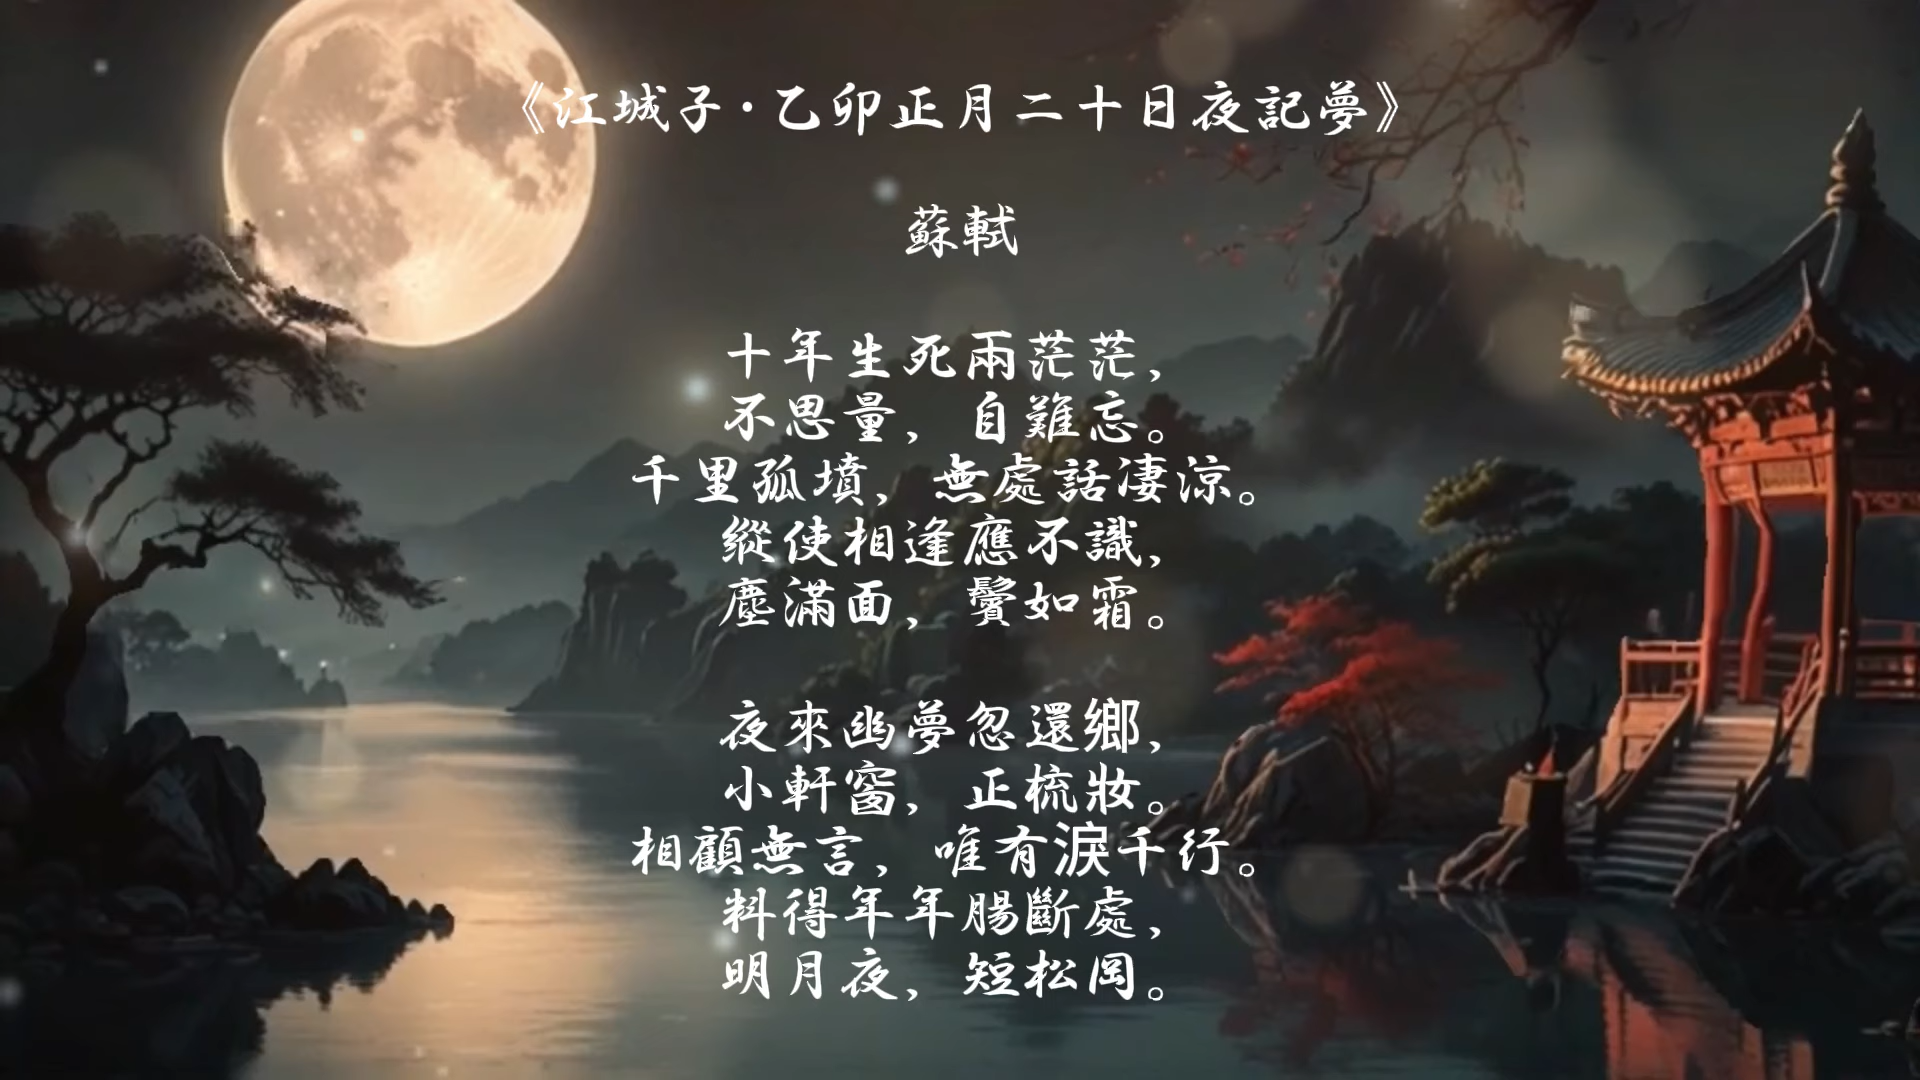 《江城子·乙卯正月二十日夜記夢》
蘇軾
十年生死兩茫茫，
不思量，自難忘。
千里孤墳，無處話凄涼。
縱使相逢應不識，
塵滿面，鬢如霜。
夜來幽夢忽還鄉，
小軒窗，正梳妝。
相顧無言，唯有淚千行。
料得年年腸斷處，
明月夜，短松岡。